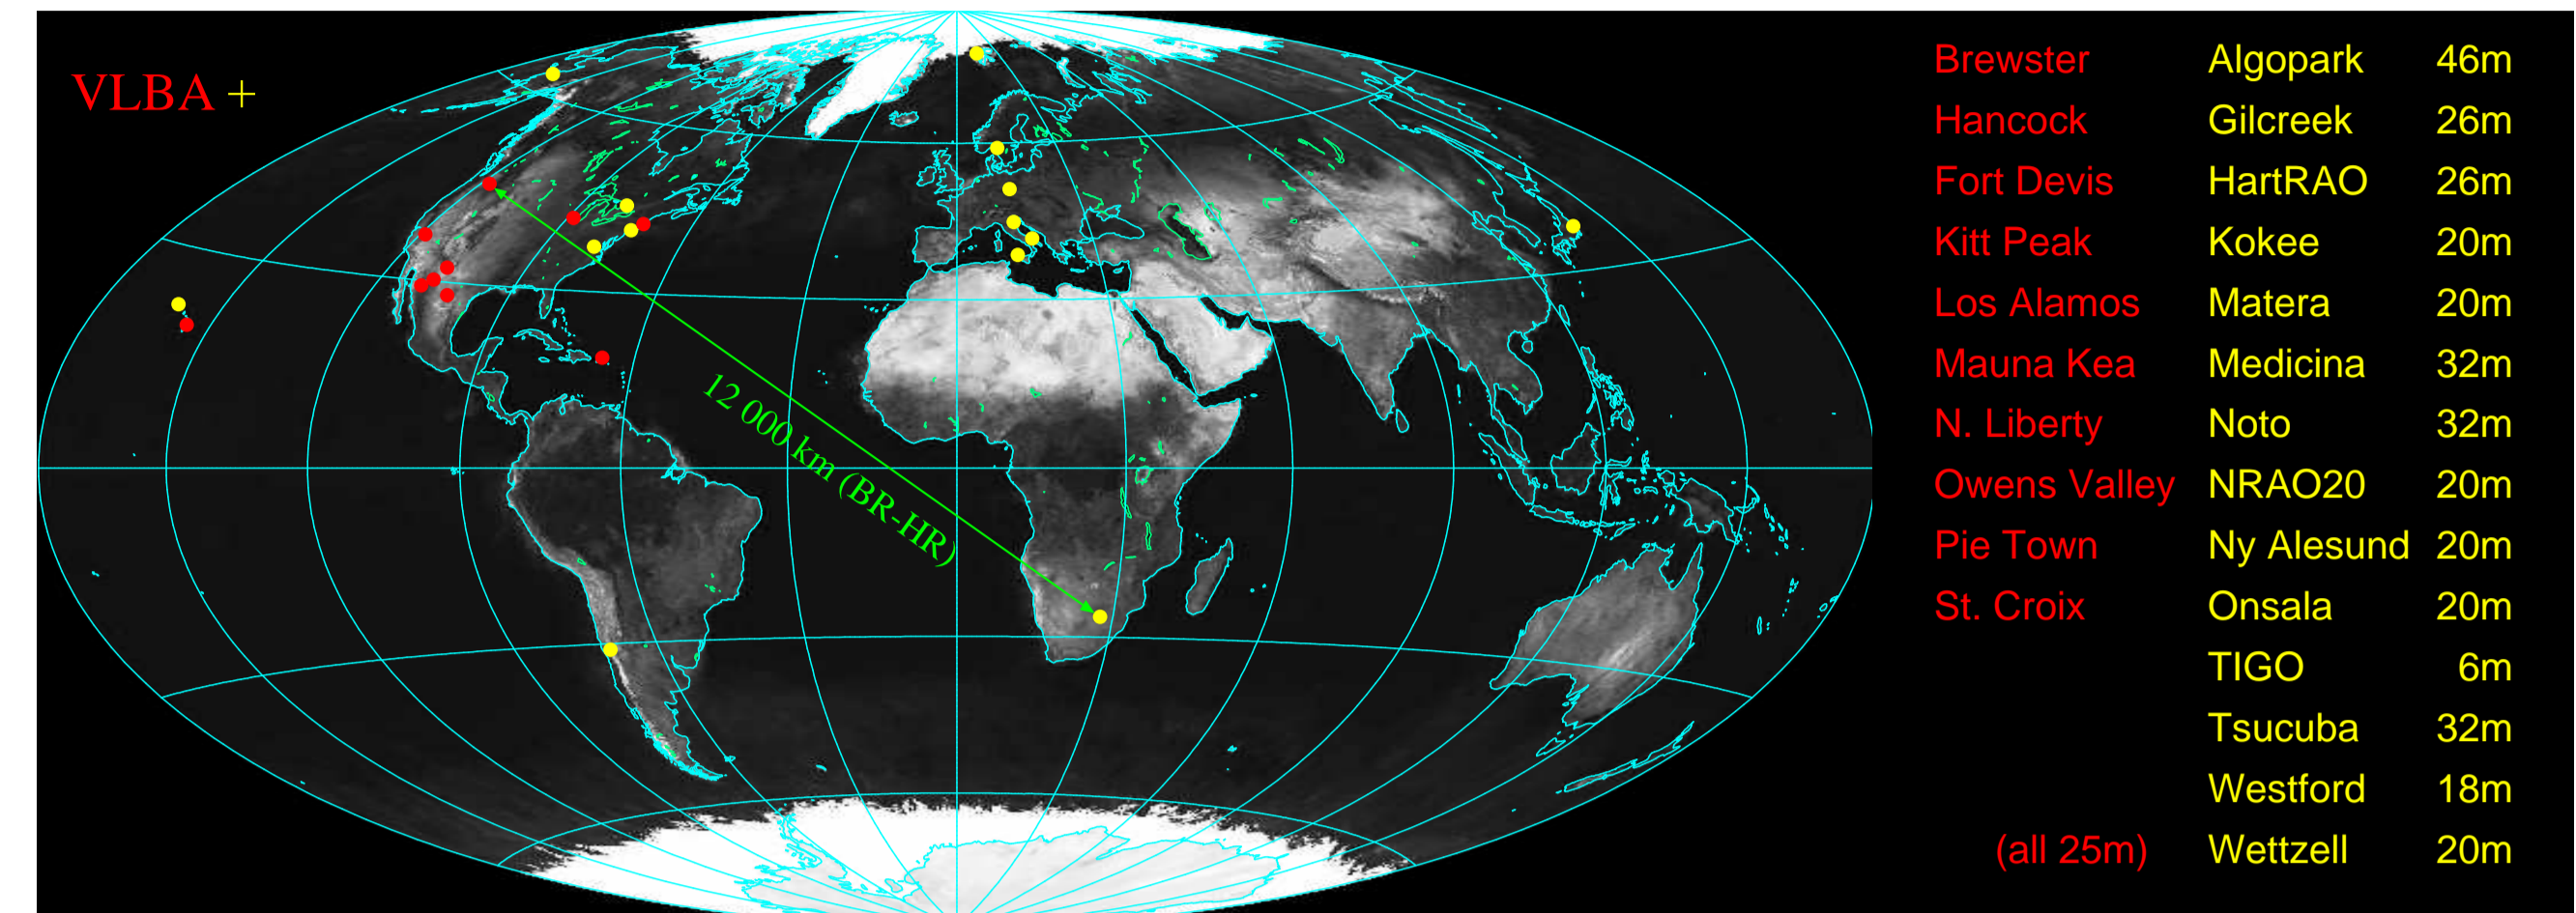 VLBA +
12 000 km (BR-HR)
Brewster Algopark 46m
Hancock Gilcreek 26m
Fort Devis HartRAO 26m
Kitt Peak Kokee 20m
Los Alamos Matera 20m
Mauna Kea Medicina 32m
N. Liberty Noto 32m
Owens Valley NRAO20 20m
Pie Town Ny Alesund 20m
St. Croix Onsala 20m
TIGO 6m
Tsucuba 32m
Westford 18m
(all 25m) Wettzell 20m